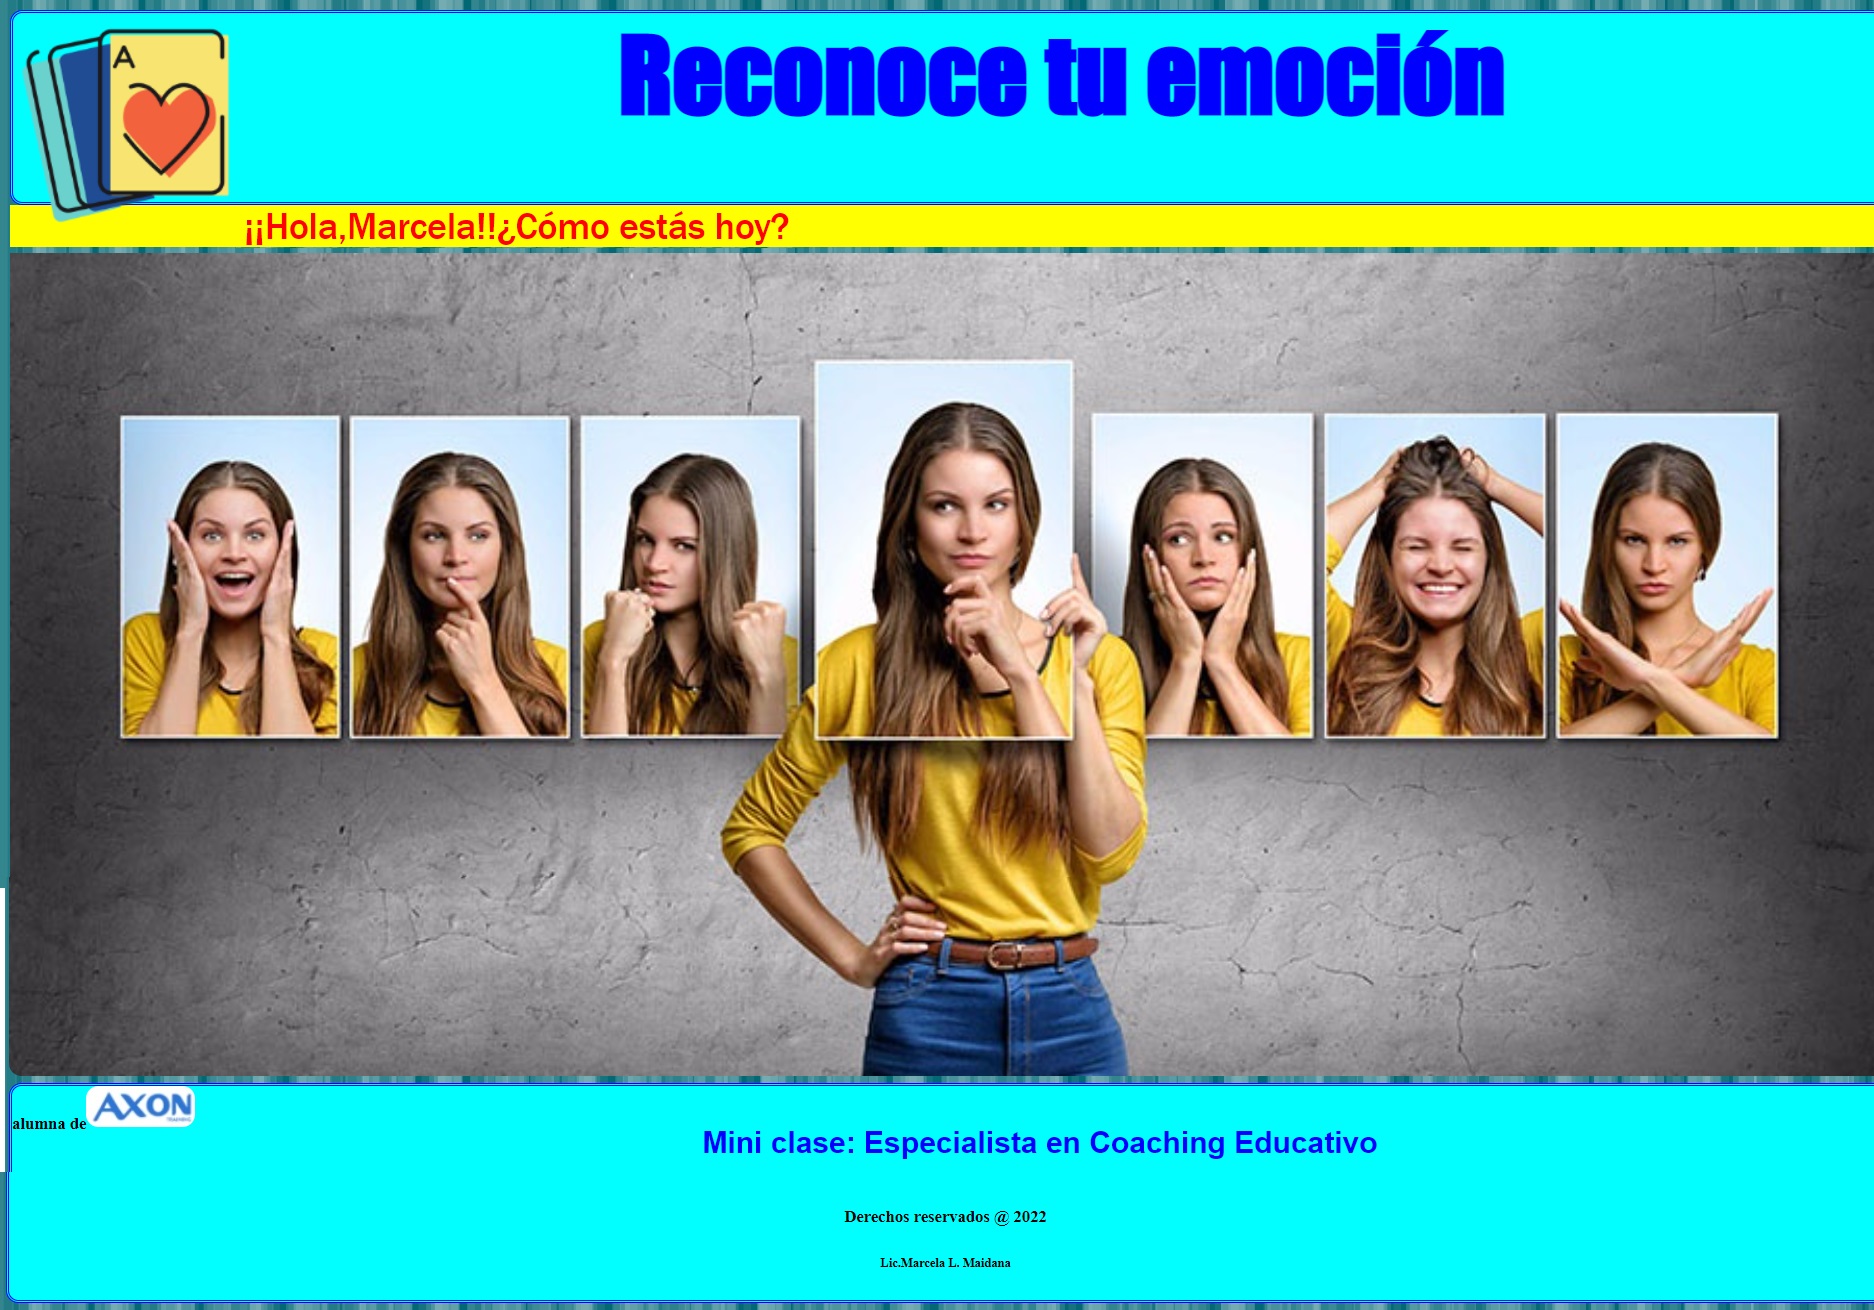 A
Reconoce tu emoción
¡¡Hola,Marcela!!¿Cómo estás hoy?
alumna de AXON
TRAINING
Mini clase: Especialista en Coaching Educativo
Derechos reservados @ 2022
Lic.Marcela L. Maidana